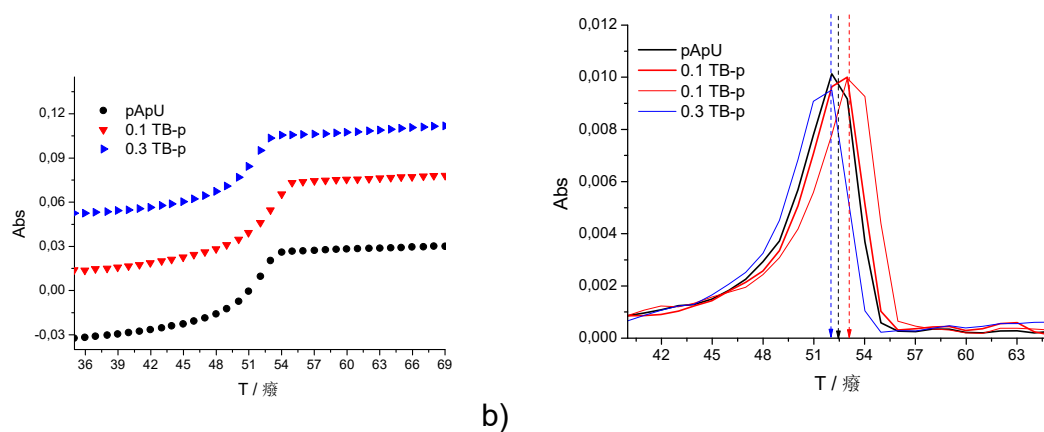 pApU
0.1 TB-p
0.3 TB-p
0,12
0,09
0,06
0,03
0,00
-0,03
Abs
36 39 42 45 48 51 54 57 60 63 66 69
T / 癈
b)
pApU
0.1 TB-p
0.1 TB-p
0.3 TB-p
0,012
0,010
0,008
0,006
0,004
0,002
0,000
Abs
42 45 48 51 54 57 60 63
T / 癈